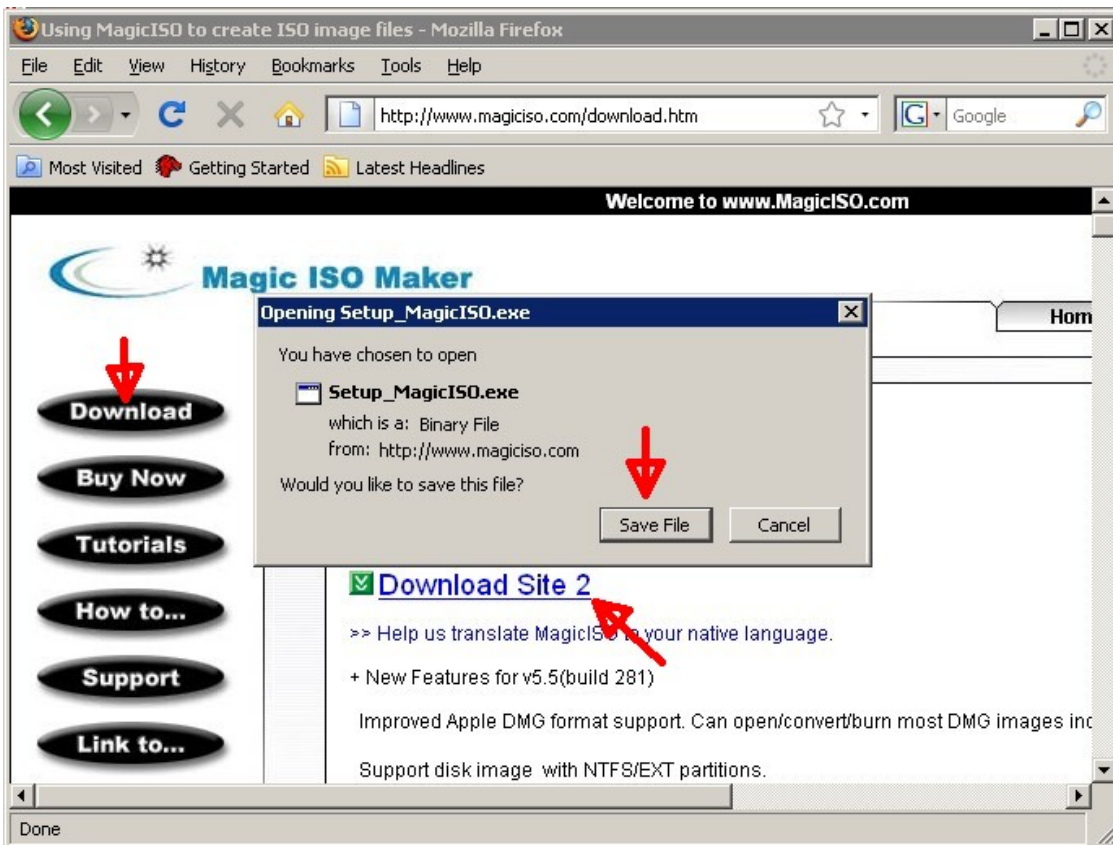 Using MagicISO to create ISO image files - Mozilla Firefox
File Edit View History Bookmarks Tools Help
http://www.magiciso.com/download.htm
G
Google
Most Visited Getting Started Latest Headlines
Welcome to www.MagicISO.com
Magic ISO Maker
Hom
Opening Setup_MagicISO.exe
You have chosen to open
Setup_MagicISO.exe
which is a: Binary File
from: http://www.magiciso.com
Would you like to save this file?
Save File Cancel
Download
Buy Now
Tutorials
How to...
Support
Link to...
Download Site 2
>> Help us translate MagicISO to your native language.
+ New Features for v5.5(build 281)
Improved Apple DMG format support. Can open/convert/burn most DMG images inc
Support disk image with NTFS/EXT partitions.
Done